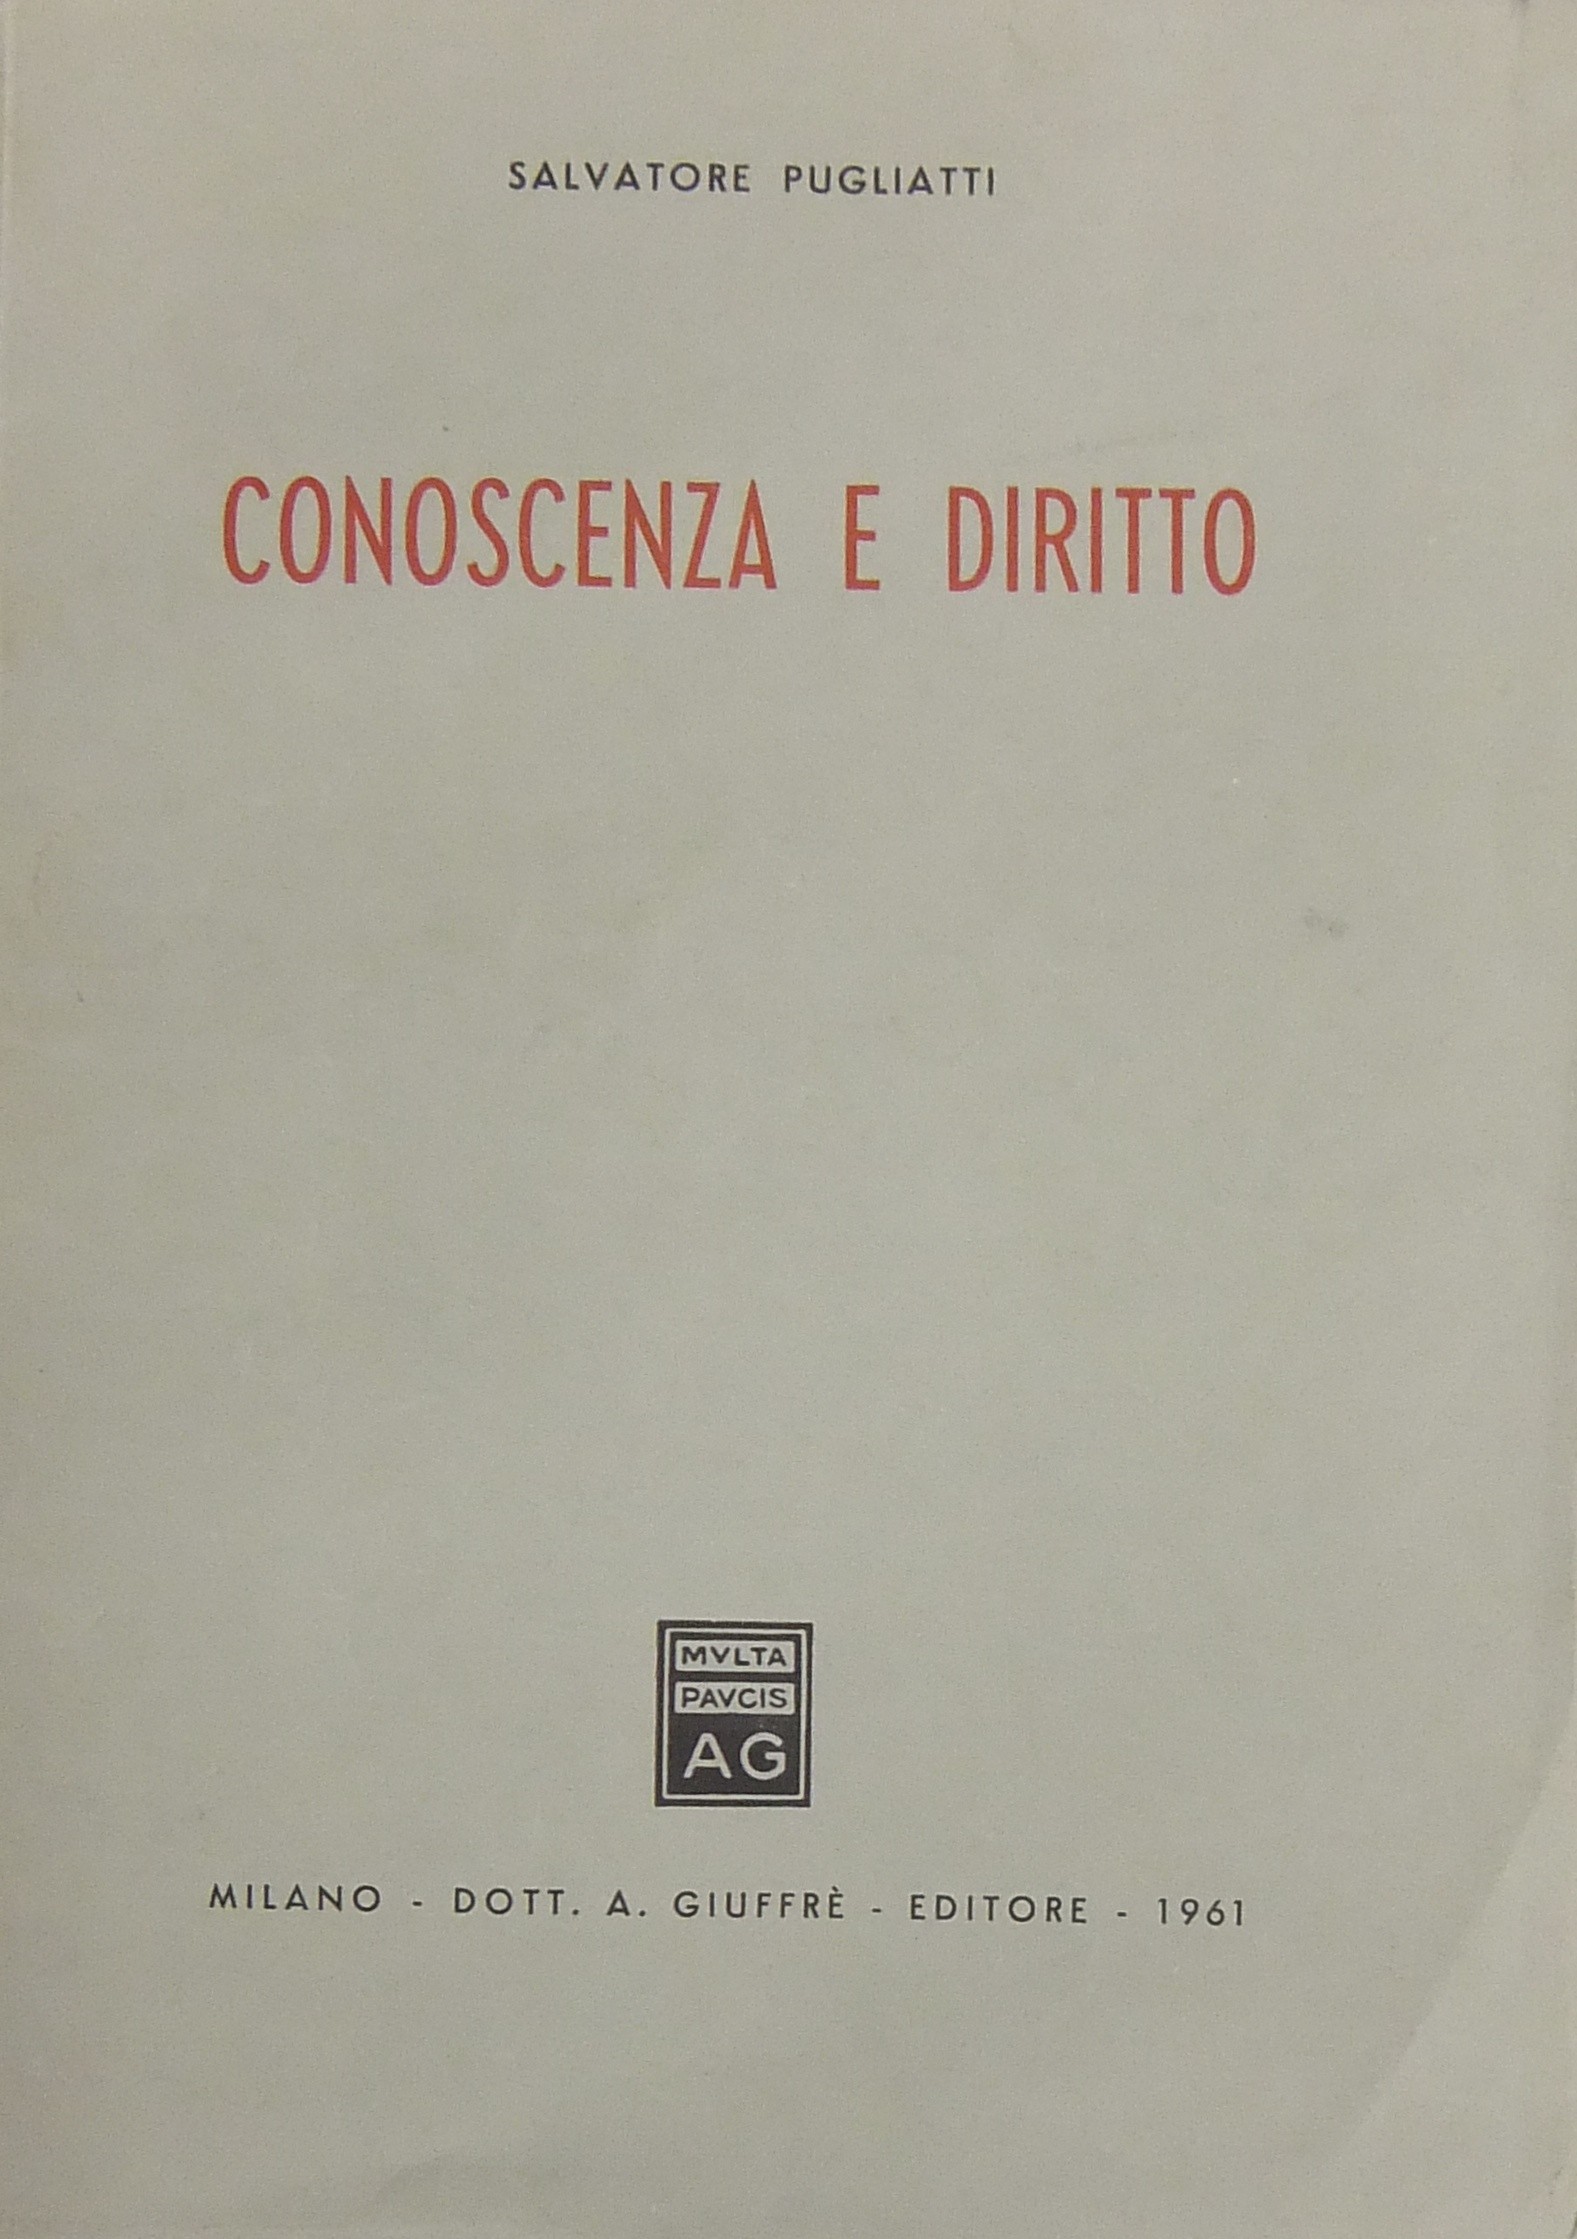 SALVATORE PUGLIATTI
CONOSCENZA E DIRITTO
MVLTA
PAVCIS
AG
MILANO - DOTT. A. GIUFFRÈ - EDITORE - 1961